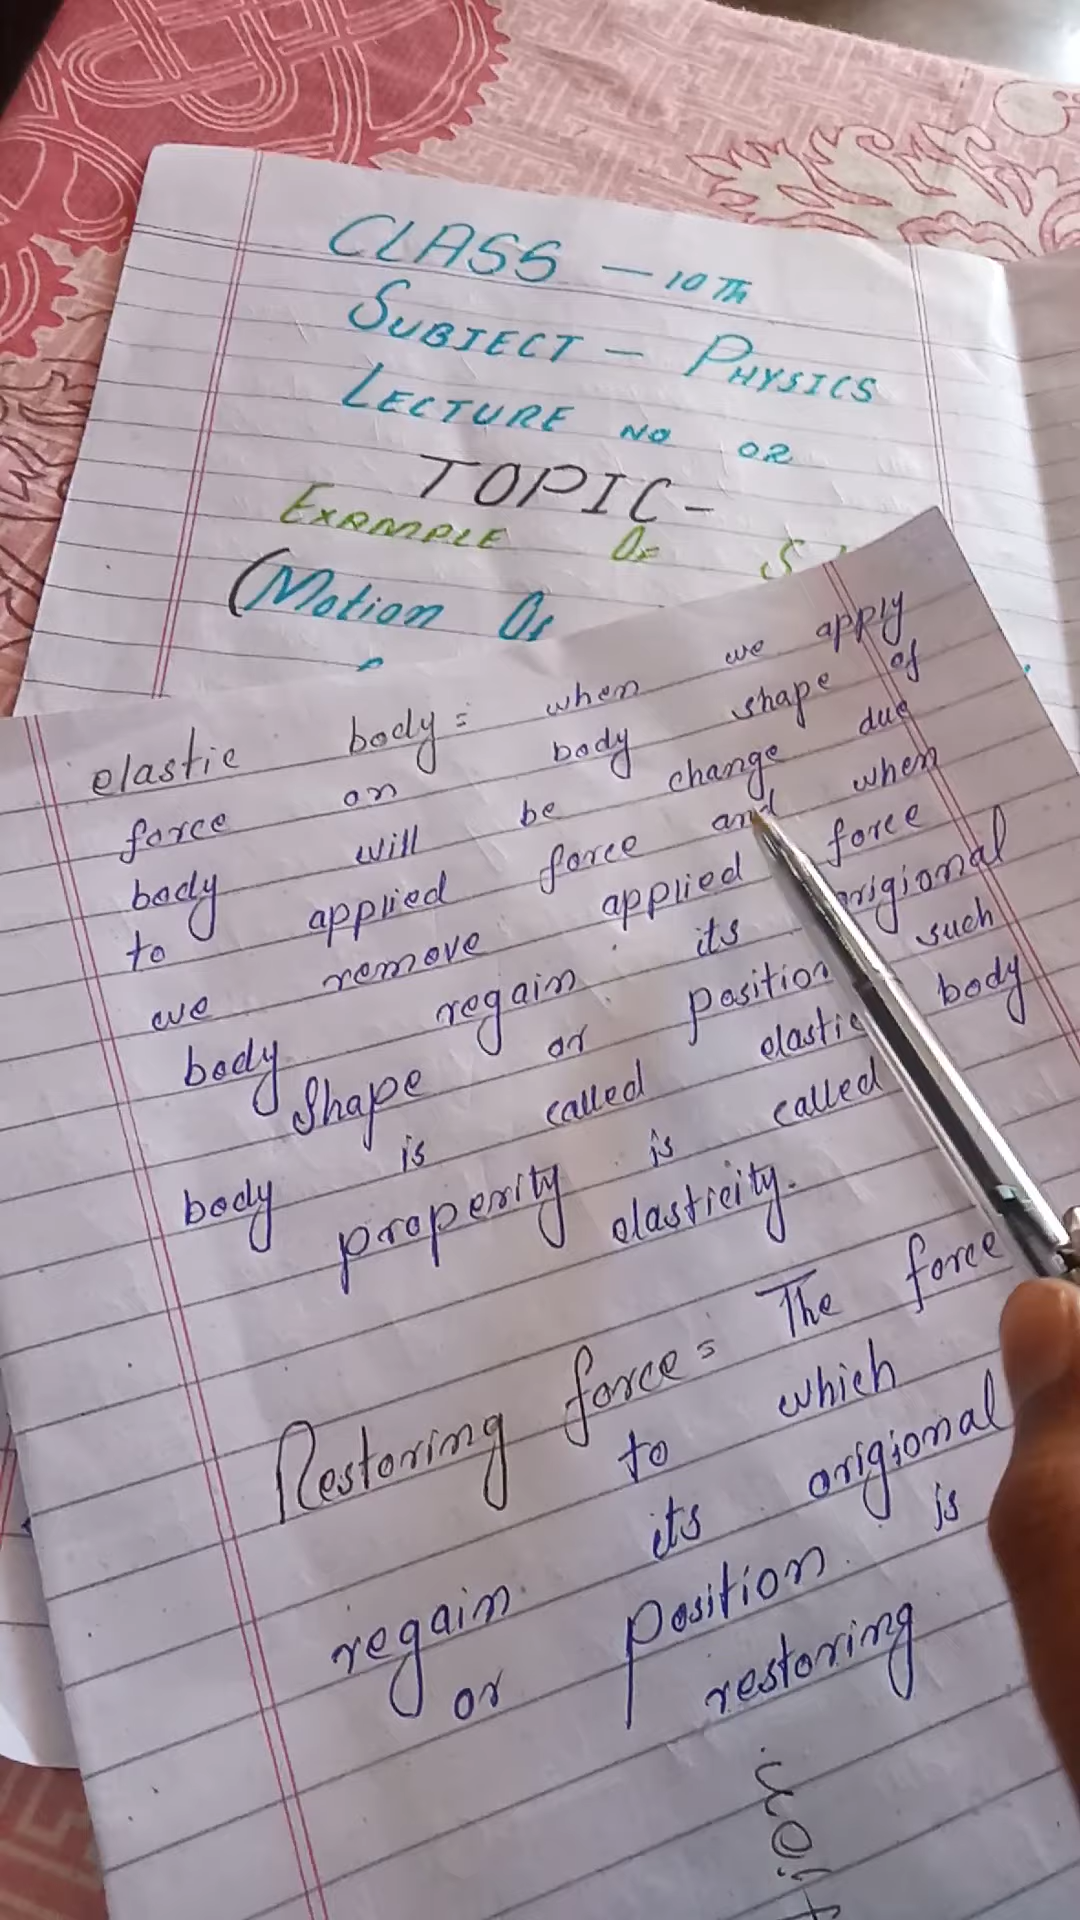 CLASS - 10Th
SUBJECT - PHYSICS
LECTURE NO 02
TOPIC -
EXAMPLE OF
(Motion Of
elastic body = when we apply
force on body shape of
body will be change due
to applied force and when
we remove applied force
body regain its origional
Shape or position such
body is called elastic body
properity is called
elasticity.
Restoring force = The force
to which
regain its origional
or position is
restoring